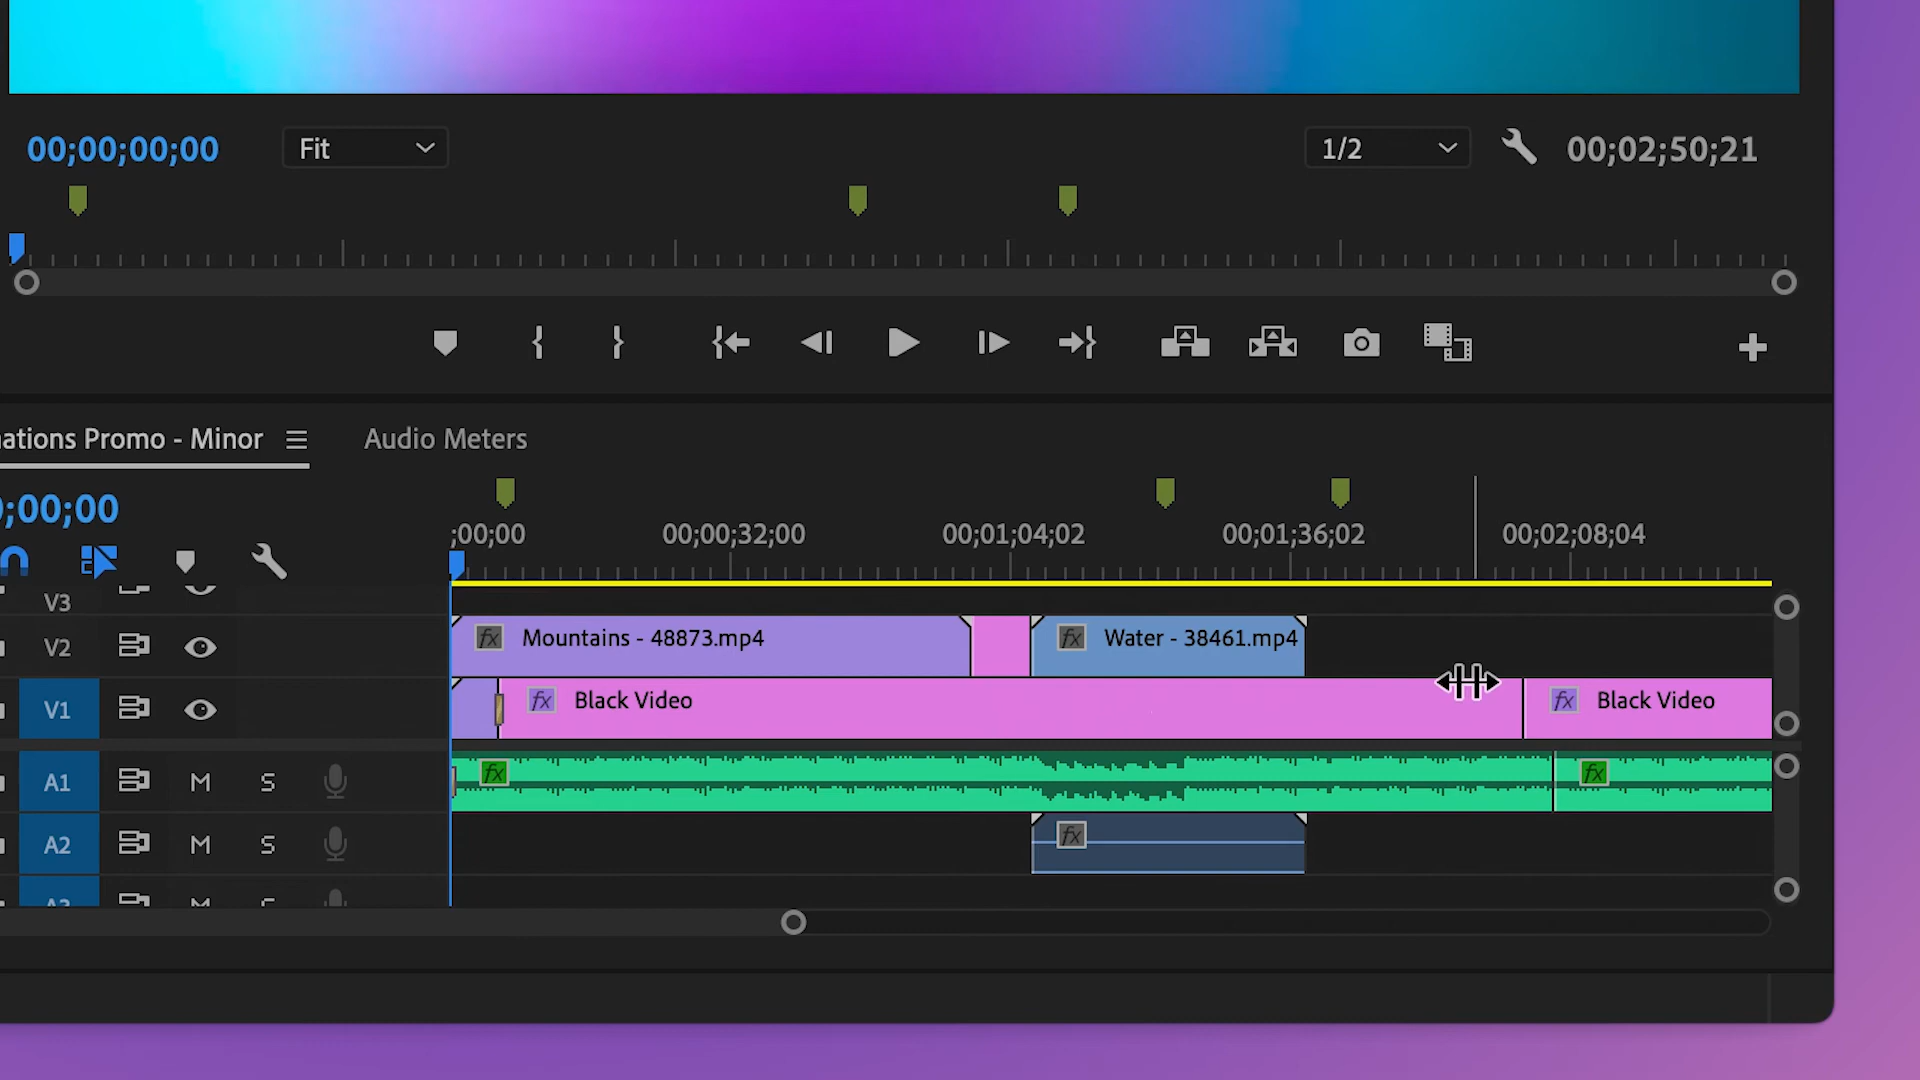 00;00;00;00 Fit 1/2 00;02;50;21
ations Promo - Minor Audio Meters
;00;00
;00;00 00;00;32;00 00;01;04;02 00;01;36;02 00;02;08;04
V3
V2 fx Mountains - 48873.mp4 fx Water - 38461.mp4
V1 fx Black Video fx Black Video
A1 M S fx fx
A2 M S fx